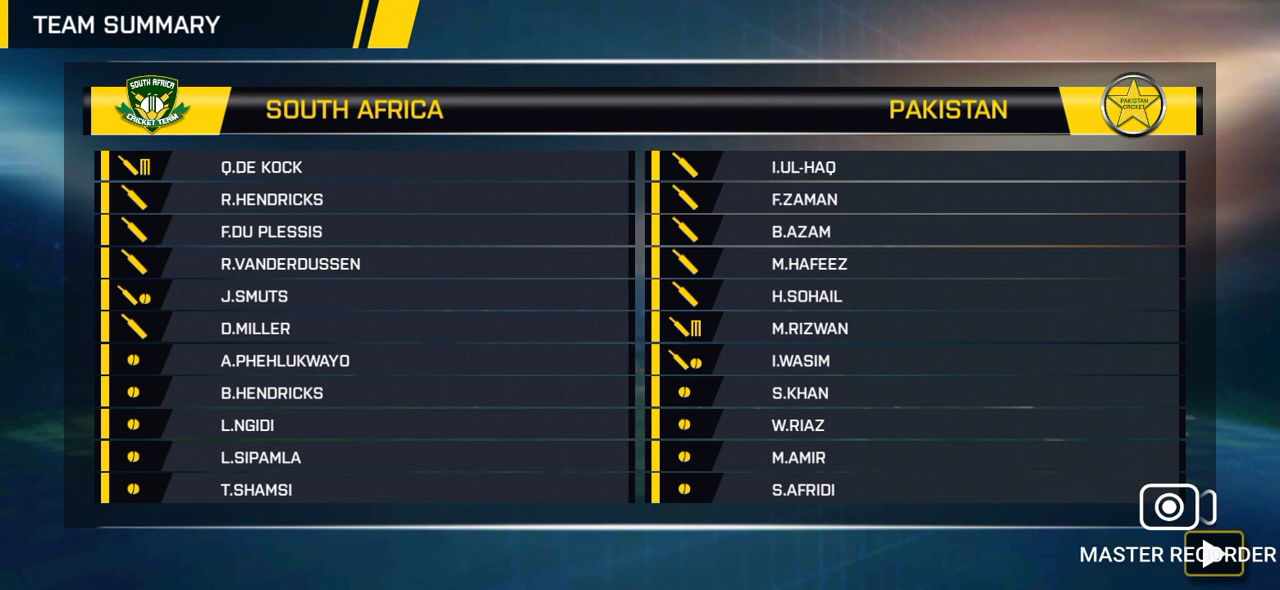 TEAM SUMMARY
SOUTH AFRICA
CRICKET TEAM
SOUTH AFRICA
PAKISTAN
PAKISTAN
CRICKET
Q.DE KOCK
R.HENDRICKS
F.DU PLESSIS
R.VANDERDUSSEN
J.SMUTS
D.MILLER
A.PHEHLUKWAYO
B.HENDRICKS
L.NGIDI
L.SIPAMLA
T.SHAMSI
I.UL-HAQ
F.ZAMAN
B.AZAM
M.HAFEEZ
H.SOHAIL
M.RIZWAN
I.WASIM
S.KHAN
W.RIAZ
M.AMIR
S.AFRIDI
MASTER RECORDER